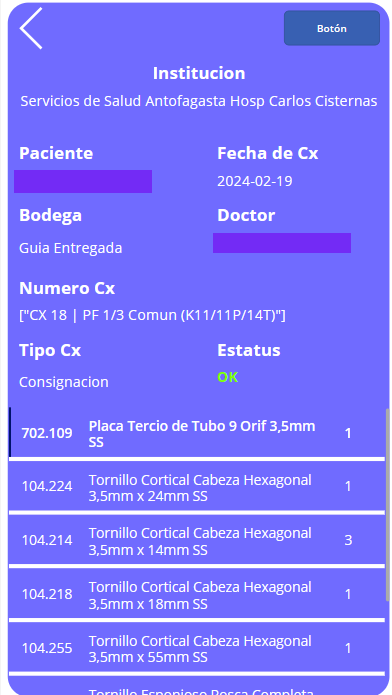 Botón
Institucion
Servicios de Salud Antofagasta Hosp Carlos Cisternas
Paciente
Fecha de Cx
2024-02-19
Bodega
Doctor
Guia Entregada
Numero Cx
["CX 18 | PF 1/3 Comun (K11/11P/14T)"]
Tipo Cx
Estatus
Consignacion
OK
702.109 Placa Tercio de Tubo 9 Orif 3,5mm 1
SS
104.224 Tornillo Cortical Cabeza Hexagonal 1
3,5mm x 24mm SS
104.214 Tornillo Cortical Cabeza Hexagonal 3
3,5mm x 14mm SS
104.218 Tornillo Cortical Cabeza Hexagonal 1
3,5mm x 18mm SS
104.255 Tornillo Cortical Cabeza Hexagonal 1
3,5mm x 55mm SS
Tornillo Esponjoso Rosca Completa